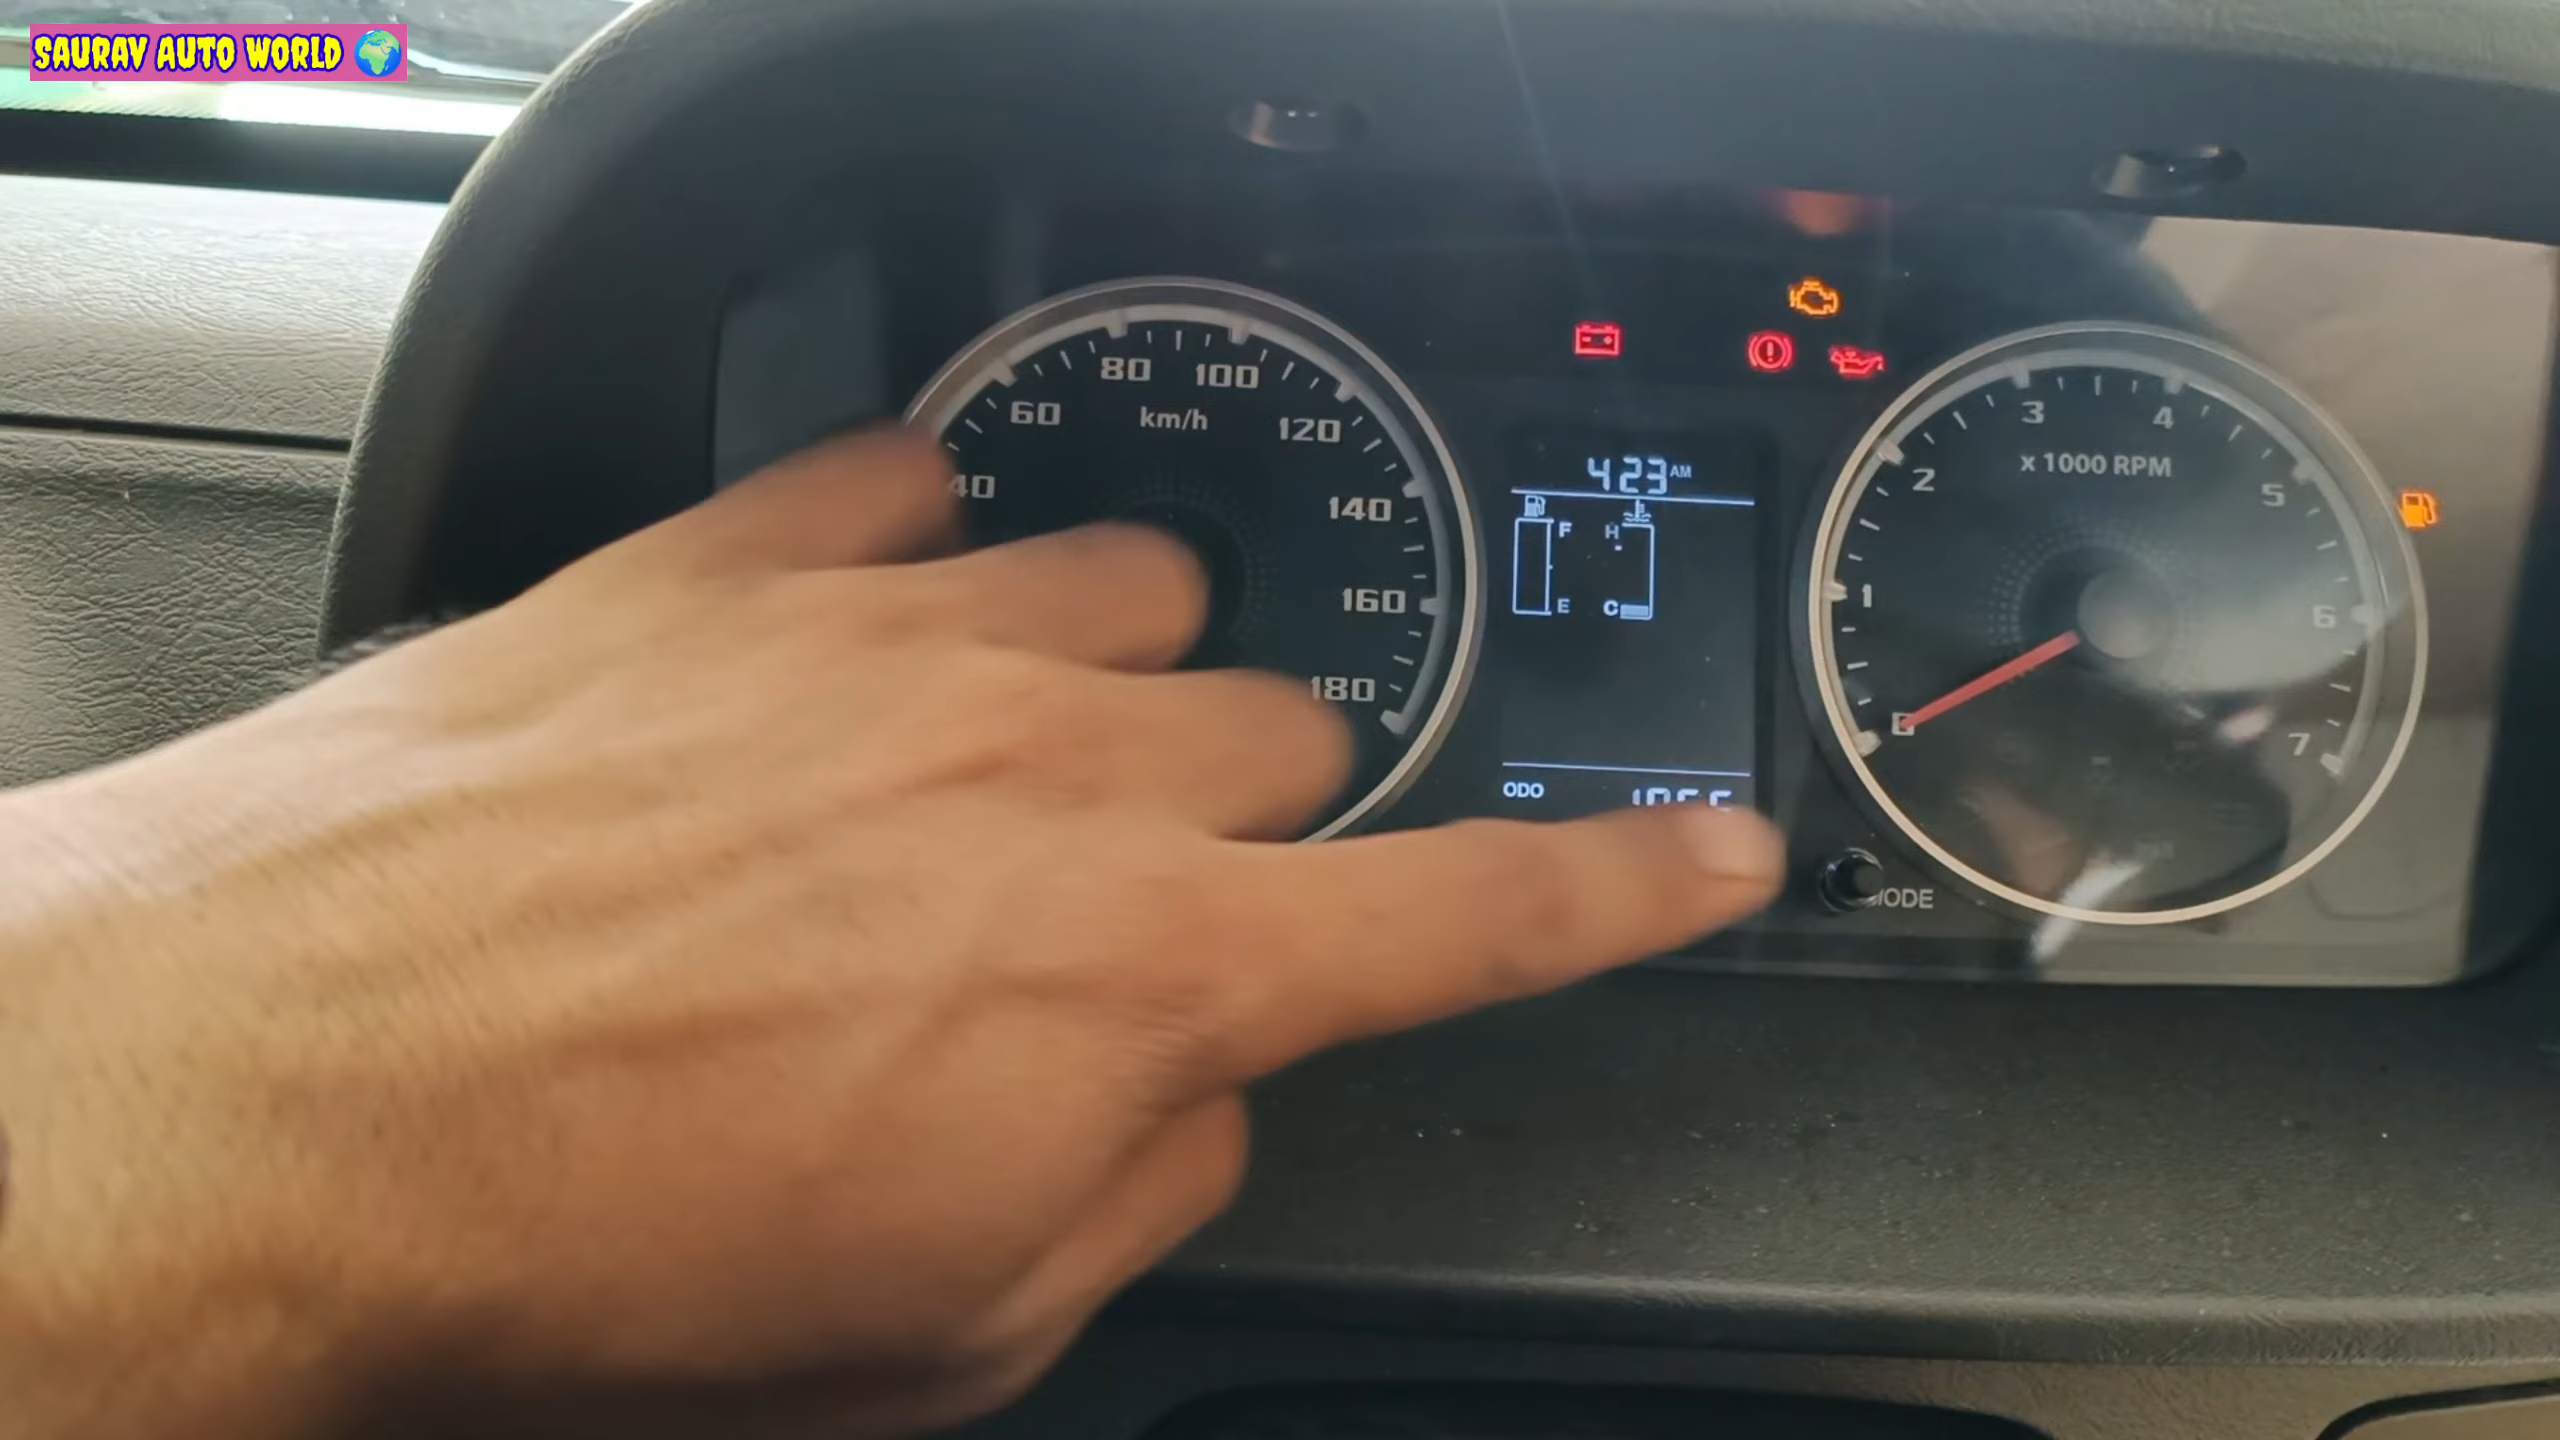 SAURAV AUTO WORLD 🌍
80 100
60 km/h 120
40 140
160
180
4:23 AM
F H
E C
ODO
3 4
2 x 1000 RPM 5
1 6
0 7
MODE